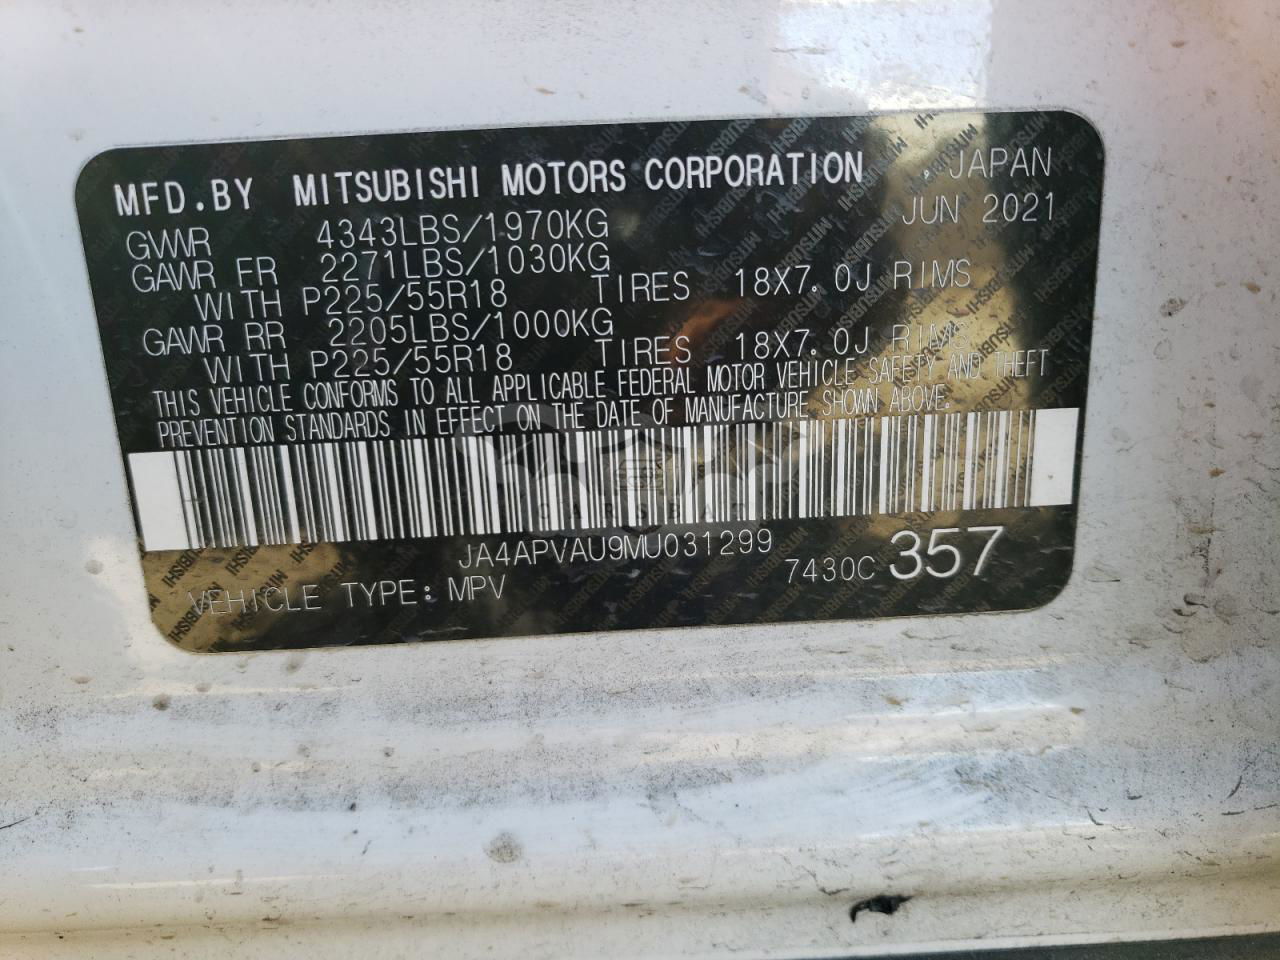 MFD.BY MITSUBISHI MOTORS CORPORATION , JAPAN
JUN 2021
GVWR 4343LBS/1970KG
GAWR FR 2271LBS/1030KG
WITH P225/55R18 TIRES 18X7.0J RIMS
GAWR RR 2205LBS/1000KG
WITH P225/55R18 TIRES 18X7.0J RIMS
THIS VEHICLE CONFORMS TO ALL APPLICABLE FEDERAL MOTOR VEHICLE SAFETY AND THEFT
PREVENTION STANDARDS IN EFFECT ON THE DATE OF MANUFACTURE SHOWN ABOVE.
CARSBAT
JA4APVAU9MU031299
7430C 357
VEHICLE TYPE: MPV
MITSUBISHI